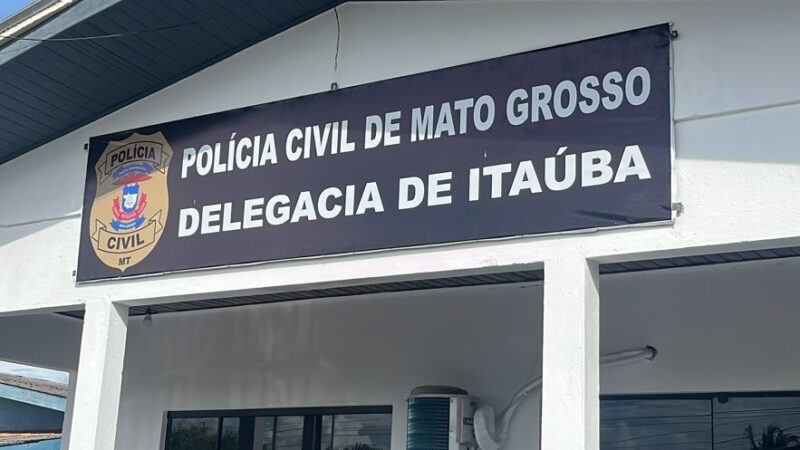 POLÍCIA CIVIL DE MATO GROSSO
DELEGACIA DE ITAÚBA
POLÍCIA
CIVIL
MT